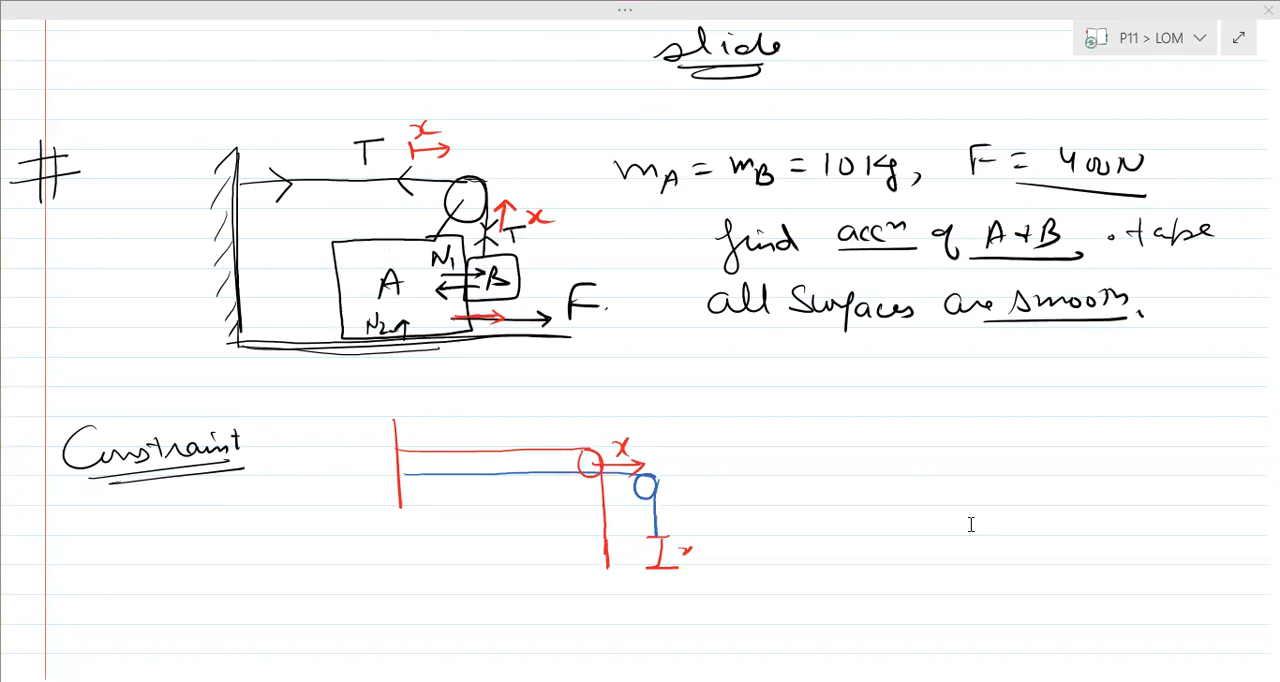 P11 > LOM
slide
#
T x
mA = mB = 10 Kg, F = 400N
find accⁿ of A + B . take
all surfaces are smooth.
x
T
N1
A
B
F.
N2
Constraint
x
x